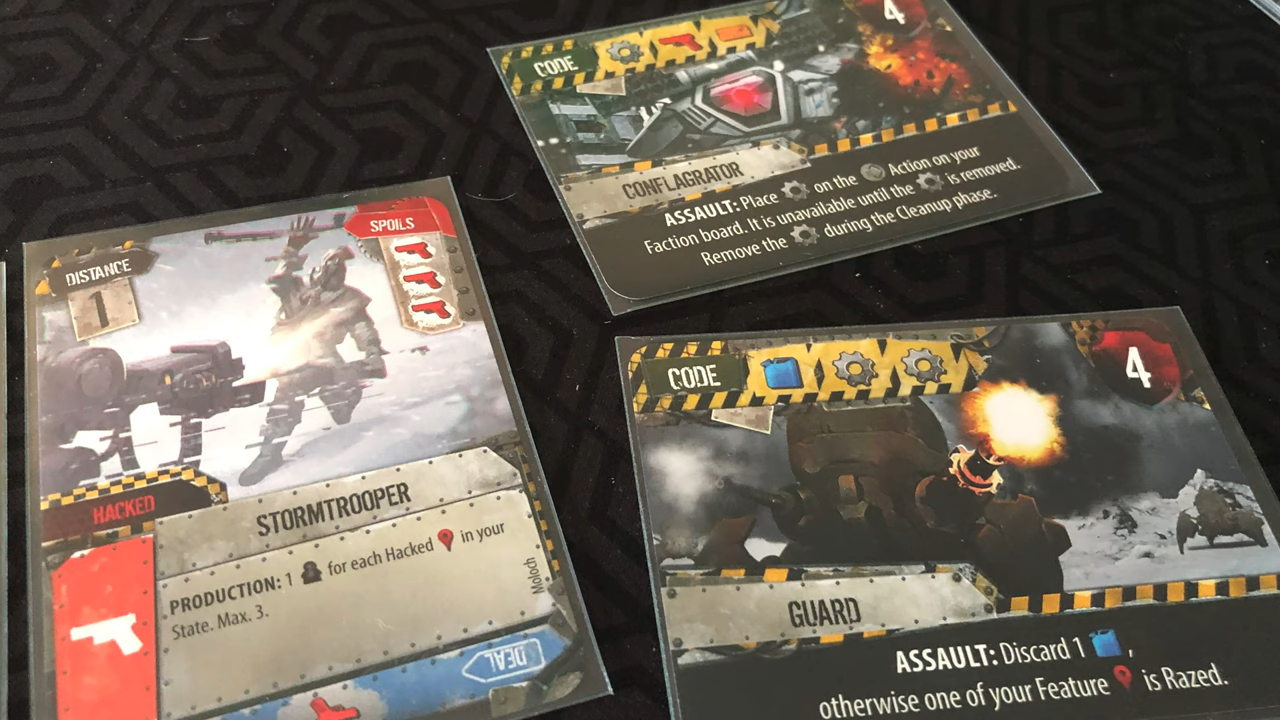 CODE
4
CONFLAGRATOR
ASSAULT: Place on the Action on your
Faction board. It is unavailable until the is removed.
Remove the during the Cleanup phase.
DISTANCE
1
SPOILS
HACKED
STORMTROOPER
PRODUCTION: 1 for each Hacked in your
State. Max. 3.
Moloch
DEAL
CODE
4
GUARD
ASSAULT: Discard 1 ,
otherwise one of your Feature is Razed.